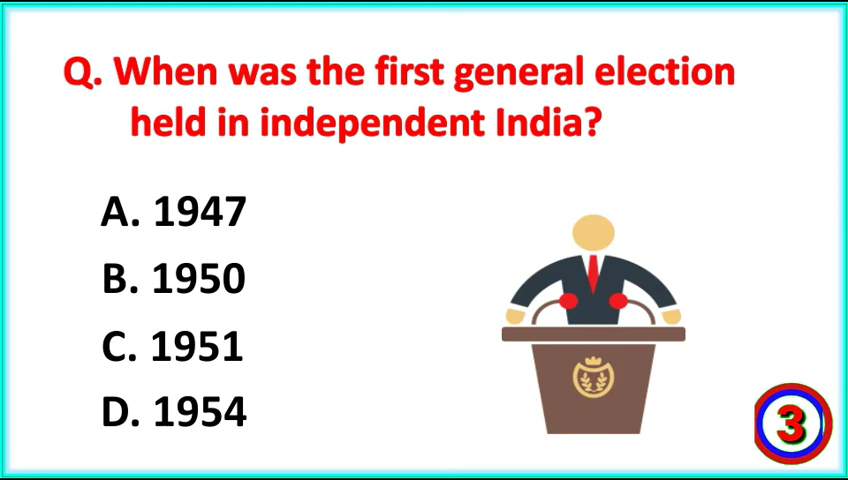 Q. When was the first general election
held in independent India?
A. 1947
B. 1950
C. 1951
D. 1954
3